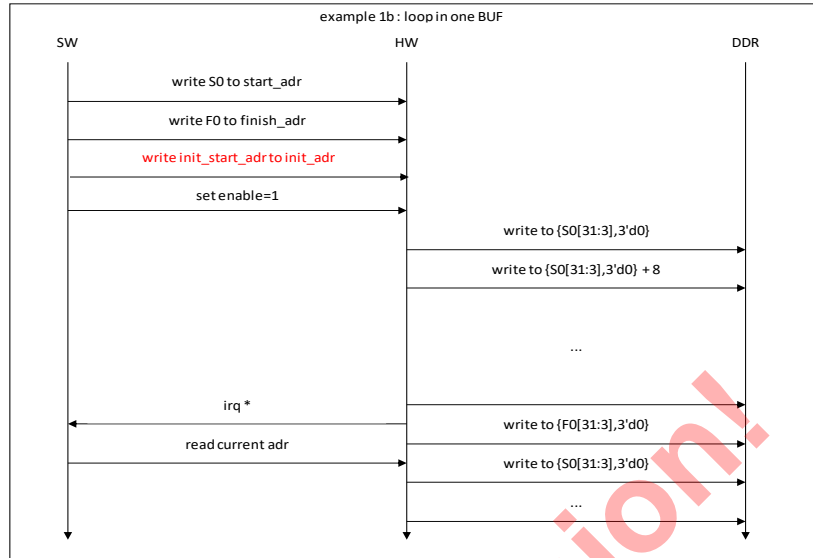 example 1b : loop in one BUF
SW HW DDR
write S0 to start_adr
write F0 to finish_adr
write init_start_adr to init_adr
set enable=1
write to {S0[31:3],3'd0}
write to {S0[31:3],3'd0} + 8
...
irq *
write to {F0[31:3],3'd0}
read current adr
write to {S0[31:3],3'd0}
...